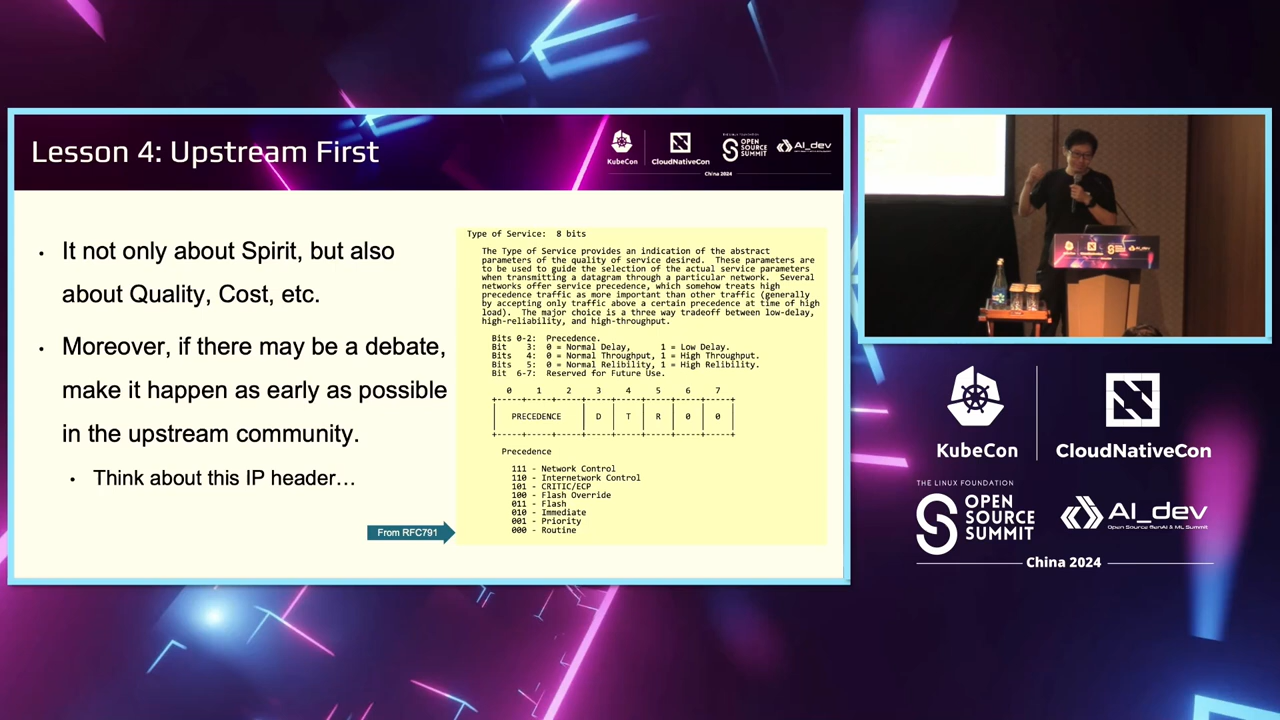 Lesson 4: Upstream First
KubeCon
CloudNativeCon
THE LINUX FOUNDATION
OPEN
SOURCE
SUMMIT
AI_dev
China 2024
• It not only about Spirit, but also
about Quality, Cost, etc.
• Moreover, if there may be a debate,
make it happen as early as possible
in the upstream community.
• Think about this IP header…
From RFC791
Type of Service:  8 bits
The Type of Service provides an indication of the abstract
parameters of the quality of service desired.  These parameters are
to be used to guide the selection of the actual service parameters
when transmitting a datagram through a particular network.  Several
networks offer service precedence, which somehow treats high
precedence traffic as more important than other traffic (generally
by accepting only traffic above a certain precedence at time of high
load).  The major choice is a three way tradeoff between low-delay,
high-reliability, and high-throughput.
Bits 0-2:  Precedence.
Bit    3:  0 = Normal Delay,      1 = Low Delay.
Bits   4:  0 = Normal Throughput, 1 = High Throughput.
Bits   5:  0 = Normal Relibility, 1 = High Relibility.
Bit  6-7:  Reserved for Future Use.
0     1     2     3     4     5     6     7
+-----+-----+-----+-----+-----+-----+-----+-----+
|   PRECEDENCE    |  D  |  T  |  R  |  0  |  0  |
+-----+-----+-----+-----+-----+-----+-----+-----+
Precedence
111 - Network Control
110 - Internetwork Control
101 - CRITIC/ECP
100 - Flash Override
011 - Flash
010 - Immediate
001 - Priority
000 - Routine
KubeCon
CloudNativeCon
THE LINUX FOUNDATION
OPEN
SOURCE
SUMMIT
AI_dev
Open Source GenAI & ML Summit
China 2024